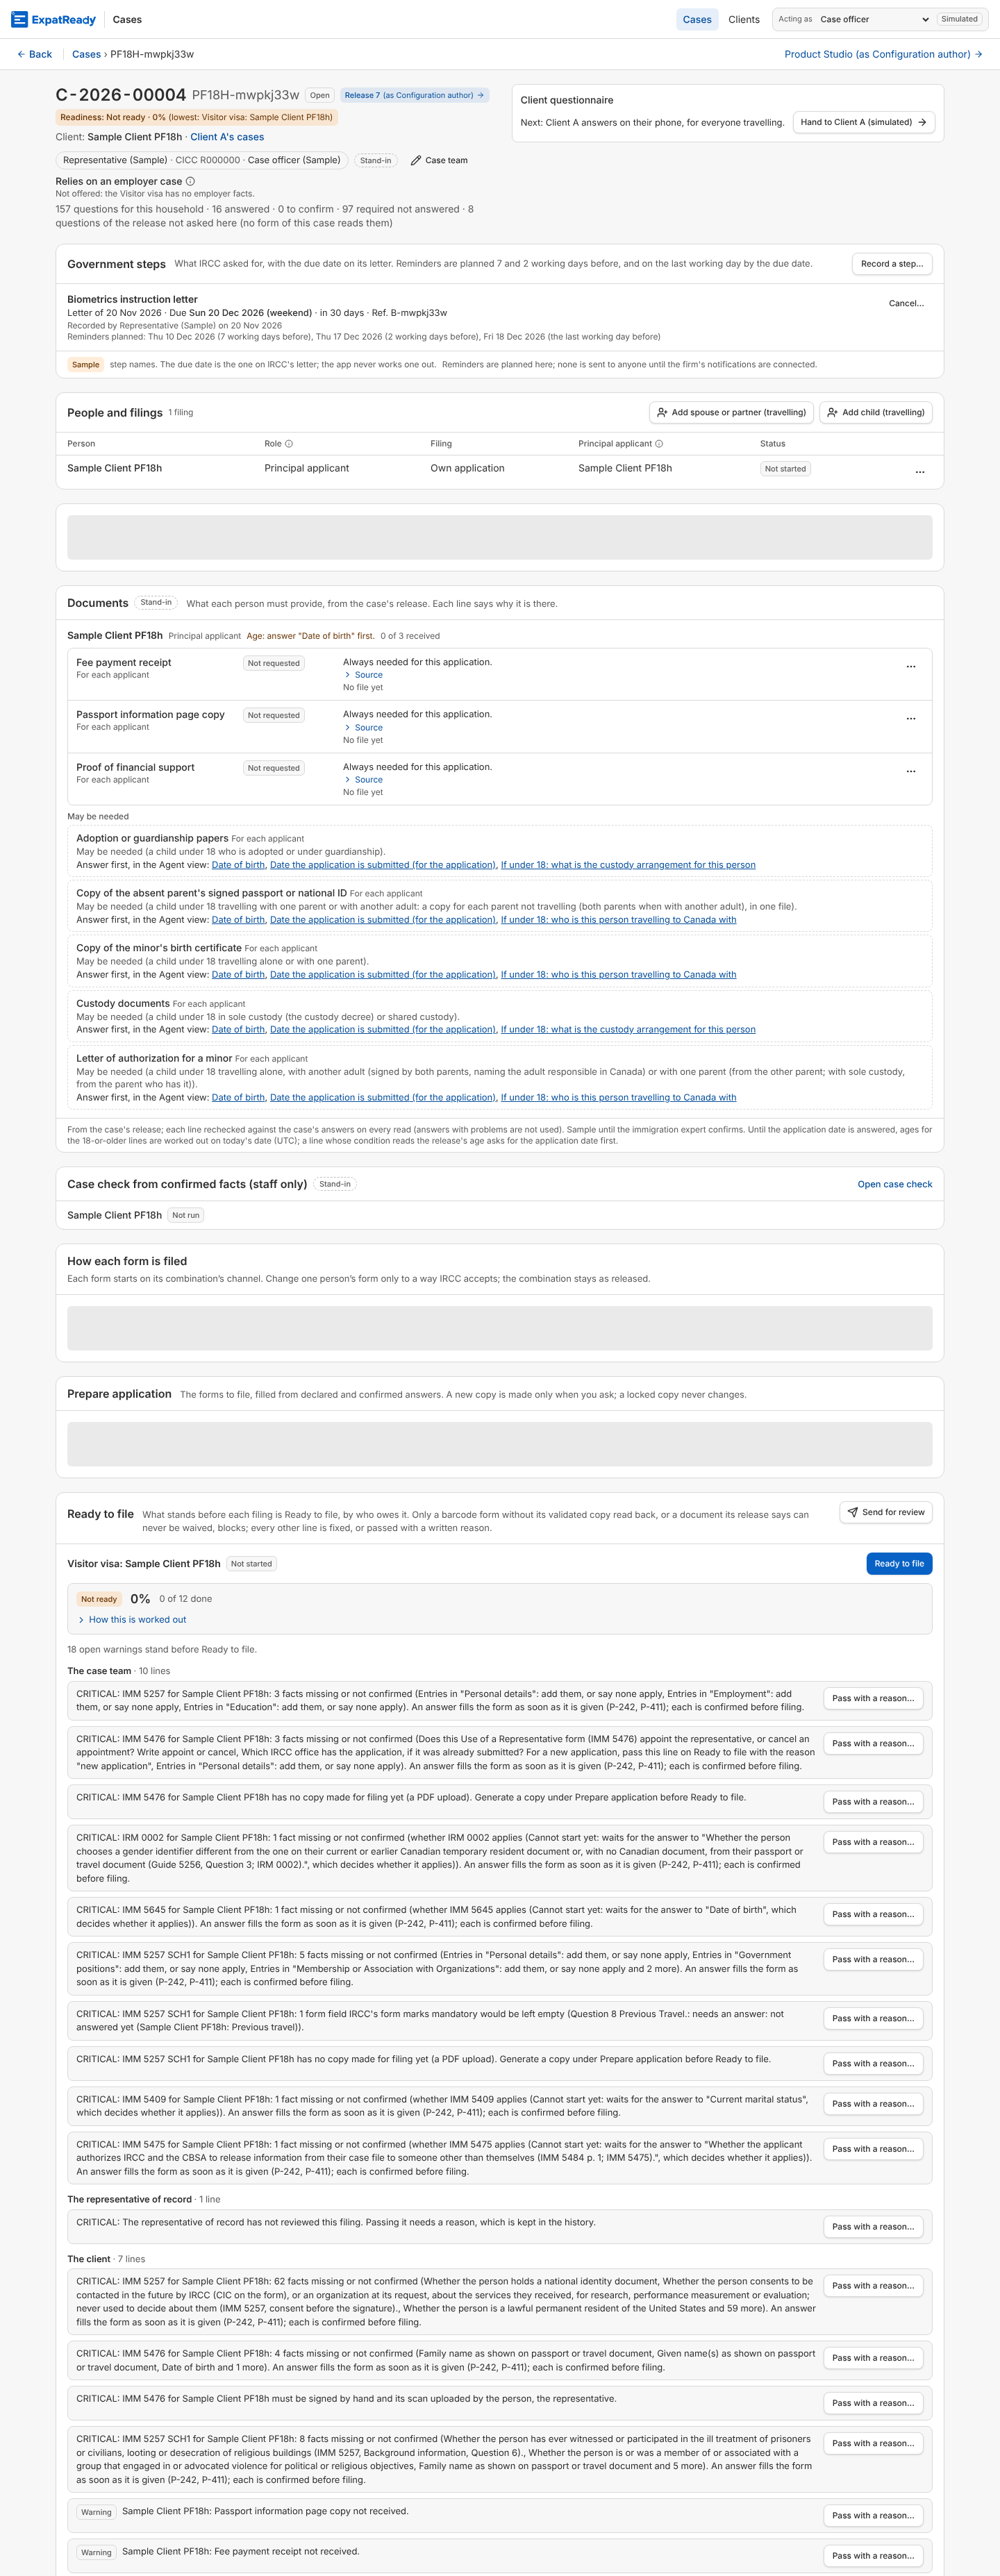 ExpatReady
Cases
Cases
Clients
Acting as Case officer Simulated
← Back
Cases › PF18H-mwpkj33w
Product Studio (as Configuration author) →
C-2026-00004 PF18H-mwpkj33w Open Release 7 (as Configuration author) →
Readiness: Not ready · 0% (lowest: Visitor visa: Sample Client PF18h)
Client: Sample Client PF18h · Client A's cases
Representative (Sample) · CICC R000000 · Case officer (Sample) Stand-in Case team
Relies on an employer case
Not offered: the Visitor visa has no employer facts.
157 questions for this household · 16 answered · 0 to confirm · 97 required not answered · 8
questions of the release not asked here (no form of this case reads them)
Client questionnaire
Next: Client A answers on their phone, for everyone travelling. Hand to Client A (simulated) →
Government steps What IRCC asked for, with the due date on its letter. Reminders are planned 7 and 2 working days before, and on the last working day by the due date. Record a step...
Biometrics instruction letter
Cancel...
Letter of 20 Nov 2026 · Due Sun 20 Dec 2026 (weekend) · in 30 days · Ref. B-mwpkj33w
Recorded by Representative (Sample) on 20 Nov 2026
Reminders planned: Thu 10 Dec 2026 (7 working days before), Thu 17 Dec 2026 (2 working days before), Fri 18 Dec 2026 (the last working day before)
Sample step names. The due date is the one on IRCC's letter; the app never works one out. Reminders are planned here; none is sent to anyone until the firm's notifications are connected.
People and filings 1 filing Add spouse or partner (travelling) Add child (travelling)
Person Role Filing Principal applicant Status
Sample Client PF18h Principal applicant Own application Sample Client PF18h Not started ...
Documents Stand-in What each person must provide, from the case's release. Each line says why it is there.
Sample Client PF18h Principal applicant Age: answer "Date of birth" first. 0 of 3 received
Fee payment receipt Not requested Always needed for this application. ...
For each applicant Source
No file yet
Passport information page copy Not requested Always needed for this application. ...
For each applicant Source
No file yet
Proof of financial support Not requested Always needed for this application. ...
For each applicant Source
No file yet
May be needed
Adoption or guardianship papers For each applicant
May be needed (a child under 18 who is adopted or under guardianship).
Answer first, in the Agent view: Date of birth, Date the application is submitted (for the application), If under 18: what is the custody arrangement for this person
Copy of the absent parent's signed passport or national ID For each applicant
May be needed (a child under 18 travelling with one parent or with another adult: a copy for each parent not travelling (both parents when with another adult), in one file).
Answer first, in the Agent view: Date of birth, Date the application is submitted (for the application), If under 18: who is this person travelling to Canada with
Copy of the minor's birth certificate For each applicant
May be needed (a child under 18 travelling alone or with one parent).
Answer first, in the Agent view: Date of birth, Date the application is submitted (for the application), If under 18: who is this person travelling to Canada with
Custody documents For each applicant
May be needed (a child under 18 in sole custody (the custody decree) or shared custody).
Answer first, in the Agent view: Date of birth, Date the application is submitted (for the application), If under 18: what is the custody arrangement for this person
Letter of authorization for a minor For each applicant
May be needed (a child under 18 travelling alone, with another adult (signed by both parents, naming the adult responsible in Canada) or with one parent (from the other parent; with sole custody,
from the parent who has it)).
Answer first, in the Agent view: Date of birth, Date the application is submitted (for the application), If under 18: who is this person travelling to Canada with
From the case's release; each line rechecked against the case's answers on every read (answers with problems are not used). Sample until the immigration expert confirms. Until the application date is answered, ages for
the 18-or-older lines are worked out on today's date (UTC); a line whose condition reads the release's age asks for the application date first.
Case check from confirmed facts (staff only) Stand-in Open case check
Sample Client PF18h Not run
How each form is filed
Each form starts on its combination's channel. Change one person's form only to a way IRCC accepts; the combination stays as released.
Prepare application The forms to file, filled from declared and confirmed answers. A new copy is made only when you ask; a locked copy never changes.
Ready to file What stands before each filing is Ready to file, by who owes it. Only a barcode form without its validated copy read back, or a document its release says can
never be waived, blocks; every other line is fixed, or passed with a written reason.
Send for review
Visitor visa: Sample Client PF18h Not started Ready to file
Not ready 0% 0 of 12 done
How this is worked out
18 open warnings stand before Ready to file.
The case team · 10 lines
CRITICAL: IMM 5257 for Sample Client PF18h: 3 facts missing or not confirmed (Entries in "Personal details": add them, or say none apply, Entries in "Employment": add
them, or say none apply, Entries in "Education": add them, or say none apply). An answer fills the form as soon as it is given (P-242, P-411); each is confirmed before filing.
Pass with a reason...
CRITICAL: IMM 5476 for Sample Client PF18h: 3 facts missing or not confirmed (Does this Use of a Representative form (IMM 5476) appoint the representative, or cancel an
appointment? Write appoint or cancel, Which IRCC office has the application, if it was already submitted? For a new application, pass this line on Ready to file with the reason
"new application", Entries in "Personal details": add them, or say none apply). An answer fills the form as soon as it is given (P-242, P-411); each is confirmed before filing.
Pass with a reason...
CRITICAL: IMM 5476 for Sample Client PF18h has no copy made for filing yet (a PDF upload). Generate a copy under Prepare application before Ready to file.
Pass with a reason...
CRITICAL: IRM 0002 for Sample Client PF18h: 1 fact missing or not confirmed (whether IRM 0002 applies (Cannot start yet: waits for the answer to "Whether the person
chooses a gender identifier different from the one on their current or earlier Canadian temporary resident document or, with no Canadian document, from their passport or
travel document (Guide 5256, Question 3; IRM 0002).", which decides whether it applies)). An answer fills the form as soon as it is given (P-242, P-411); each is confirmed
before filing.
Pass with a reason...
CRITICAL: IMM 5645 for Sample Client PF18h: 1 fact missing or not confirmed (whether IMM 5645 applies (Cannot start yet: waits for the answer to "Date of birth", which
decides whether it applies)). An answer fills the form as soon as it is given (P-242, P-411); each is confirmed before filing.
Pass with a reason...
CRITICAL: IMM 5257 SCH1 for Sample Client PF18h: 5 facts missing or not confirmed (Entries in "Personal details": add them, or say none apply, Entries in "Government
positions": add them, or say none apply, Entries in "Membership or Association with Organizations": add them, or say none apply and 2 more). An answer fills the form as
soon as it is given (P-242, P-411); each is confirmed before filing.
Pass with a reason...
CRITICAL: IMM 5257 SCH1 for Sample Client PF18h: 1 form field IRCC's form marks mandatory would be left empty (Question 8 Previous Travel.: needs an answer: not
answered yet (Sample Client PF18h: Previous travel)).
Pass with a reason...
CRITICAL: IMM 5257 SCH1 for Sample Client PF18h has no copy made for filing yet (a PDF upload). Generate a copy under Prepare application before Ready to file.
Pass with a reason...
CRITICAL: IMM 5409 for Sample Client PF18h: 1 fact missing or not confirmed (whether IMM 5409 applies (Cannot start yet: waits for the answer to "Current marital status",
which decides whether it applies)). An answer fills the form as soon as it is given (P-242, P-411); each is confirmed before filing.
Pass with a reason...
CRITICAL: IMM 5475 for Sample Client PF18h: 1 fact missing or not confirmed (whether IMM 5475 applies (Cannot start yet: waits for the answer to "Whether the applicant
authorizes IRCC and the CBSA to release information from their case file to someone other than themselves (IMM 5484 p. 1; IMM 5475).", which decides whether it applies)).
An answer fills the form as soon as it is given (P-242, P-411); each is confirmed before filing.
Pass with a reason...
The representative of record · 1 line
CRITICAL: The representative of record has not reviewed this filing. Passing it needs a reason, which is kept in the history.
Pass with a reason...
The client · 7 lines
CRITICAL: IMM 5257 for Sample Client PF18h: 62 facts missing or not confirmed (Whether the person holds a national identity document, Whether the person consents to be
contacted in the future by IRCC (CIC on the form), or an organization at its request, about the services they received, for research, performance measurement or evaluation;
never used to decide about them (IMM 5257, consent before the signature)., Whether the person is a lawful permanent resident of the United States and 59 more). An answer
fills the form as soon as it is given (P-242, P-411); each is confirmed before filing.
Pass with a reason...
CRITICAL: IMM 5476 for Sample Client PF18h: 4 facts missing or not confirmed (Family name as shown on passport or travel document, Given name(s) as shown on passport
or travel document, Date of birth and 1 more). An answer fills the form as soon as it is given (P-242, P-411); each is confirmed before filing.
Pass with a reason...
CRITICAL: IMM 5476 for Sample Client PF18h must be signed by hand and its scan uploaded by the person, the representative.
Pass with a reason...
CRITICAL: IMM 5257 SCH1 for Sample Client PF18h: 8 facts missing or not confirmed (Whether the person has ever witnessed or participated in the ill treatment of prisoners
or civilians, looting or desecration of religious buildings (IMM 5257, Background information, Question 6)., Whether the person is or was a member of or associated with a
group that engaged in or advocated violence for political or religious objectives, Family name as shown on passport or travel document and 5 more). An answer fills the form
as soon as it is given (P-242, P-411); each is confirmed before filing.
Pass with a reason...
Warning Sample Client PF18h: Passport information page copy not received.
Pass with a reason...
Warning Sample Client PF18h: Fee payment receipt not received.
Pass with a reason...